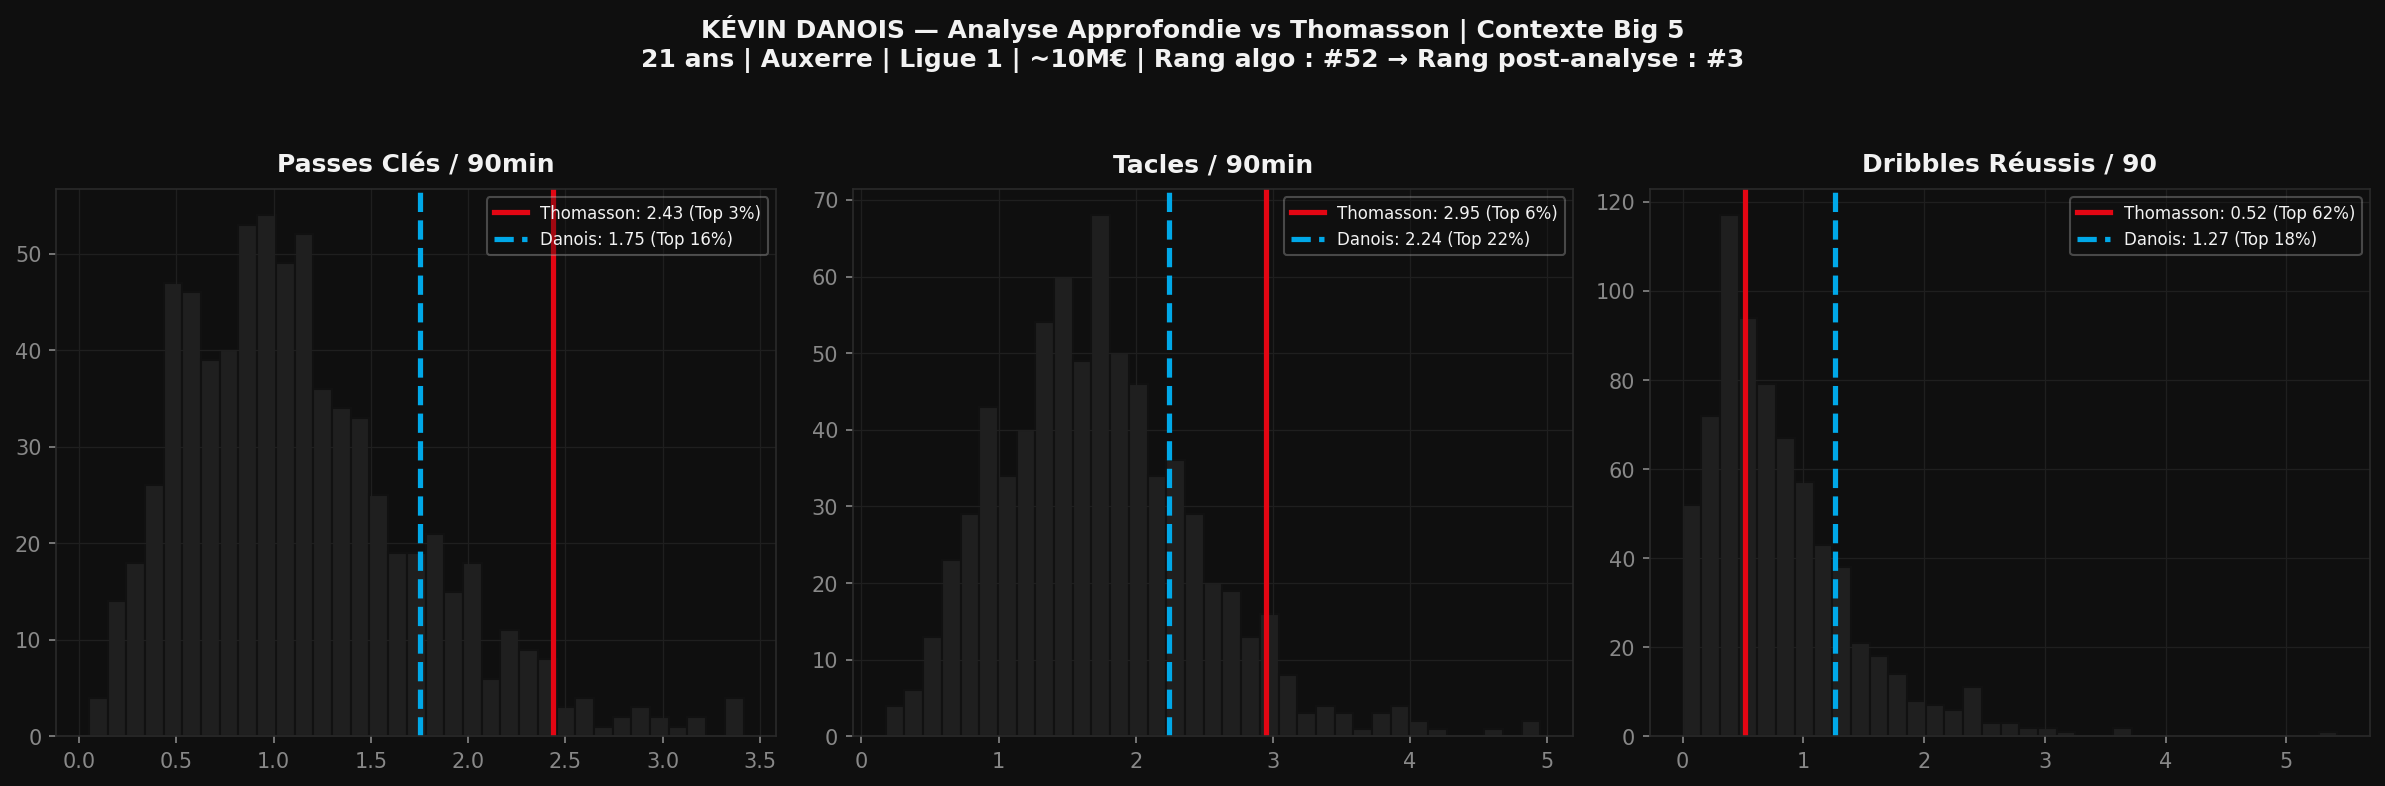 KÉVIN DANOIS — Analyse Approfondie vs Thomasson | Contexte Big 5
21 ans | Auxerre | Ligue 1 | ~10M€ | Rang algo : #52 → Rang post-analyse : #3
Passes Clés / 90min
Thomasson: 2.43 (Top 3%)
Danois: 1.75 (Top 16%)
50
40
30
20
10
0
0.0 0.5 1.0 1.5 2.0 2.5 3.0 3.5
Tacles / 90min
Thomasson: 2.95 (Top 6%)
Danois: 2.24 (Top 22%)
70
60
50
40
30
20
10
0
0 1 2 3 4 5
Dribbles Réussis / 90
Thomasson: 0.52 (Top 62%)
Danois: 1.27 (Top 18%)
120
100
80
60
40
20
0
0 1 2 3 4 5